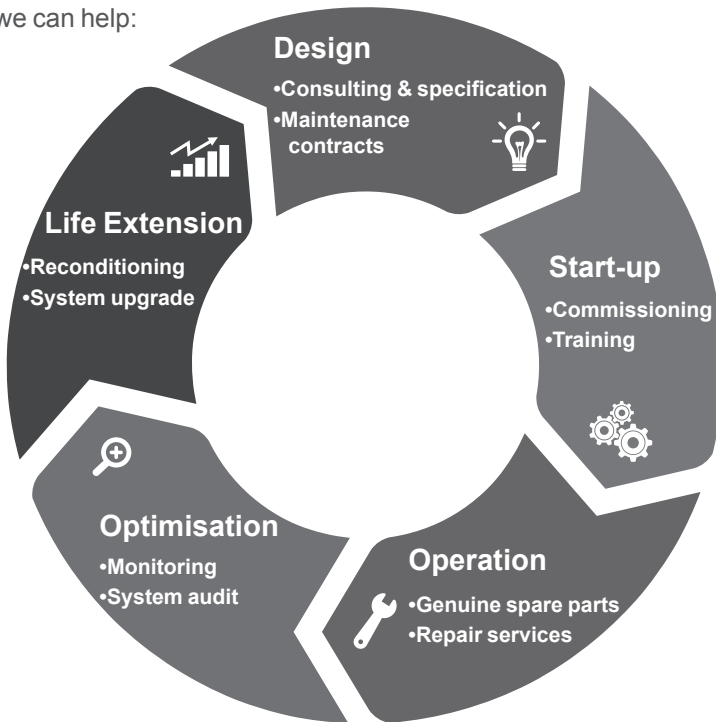 we can help:
Design
•Consulting & specification
•Maintenance
contracts
Start-up
•Commissioning
•Training
Operation
•Genuine spare parts
•Repair services
Optimisation
•Monitoring
•System audit
Life Extension
•Reconditioning
•System upgrade